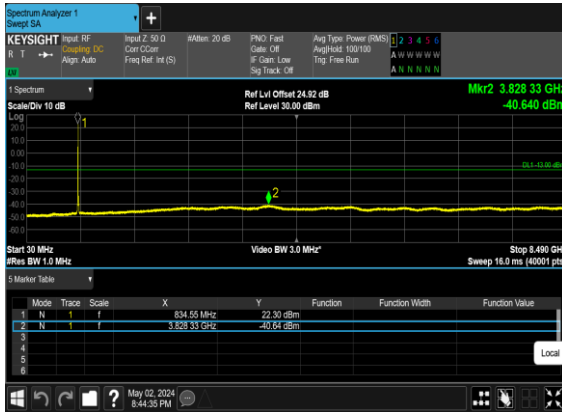 Spectrum Analyzer 1
Swept SA
+
KEYSIGHT Input: RF Input Z: 50 Ω #Atten: 20 dB PNO: Fast Avg Type: Power (RMS) 1 2 3 4 5 6
R T Coupling: DC Corr CCorr Gate: Off Avg|Hold: 100/100 A W W W W W
Align: Auto Freq Ref: Int (S) IF Gain: Low Trig: Free Run
Sig Track: Off A N N N N N
LXI
1 Spectrum Ref Lvl Offset 24.92 dB Mkr2 3.828 33 GHz
Scale/Div 10 dB Ref Level 30.00 dBm -40.640 dBm
Log
20.0
10.0
0.00
-10.0
-20.0
-30.0
-40.0
-50.0
-60.0
1
DL1 -13.00 dBm
2
Start 30 MHz Video BW 3.0 MHz* Stop 8.490 GHz
#Res BW 1.0 MHz Sweep 16.0 ms (40001 pts)
5 Marker Table
Mode Trace Scale X Y Function Function Width Function Value
1 N 1 f 834.55 MHz 22.30 dBm
2 N 1 f 3.828 33 GHz -40.64 dBm
3
4
5
6
Local
? May 02, 2024
8:44:35 PM